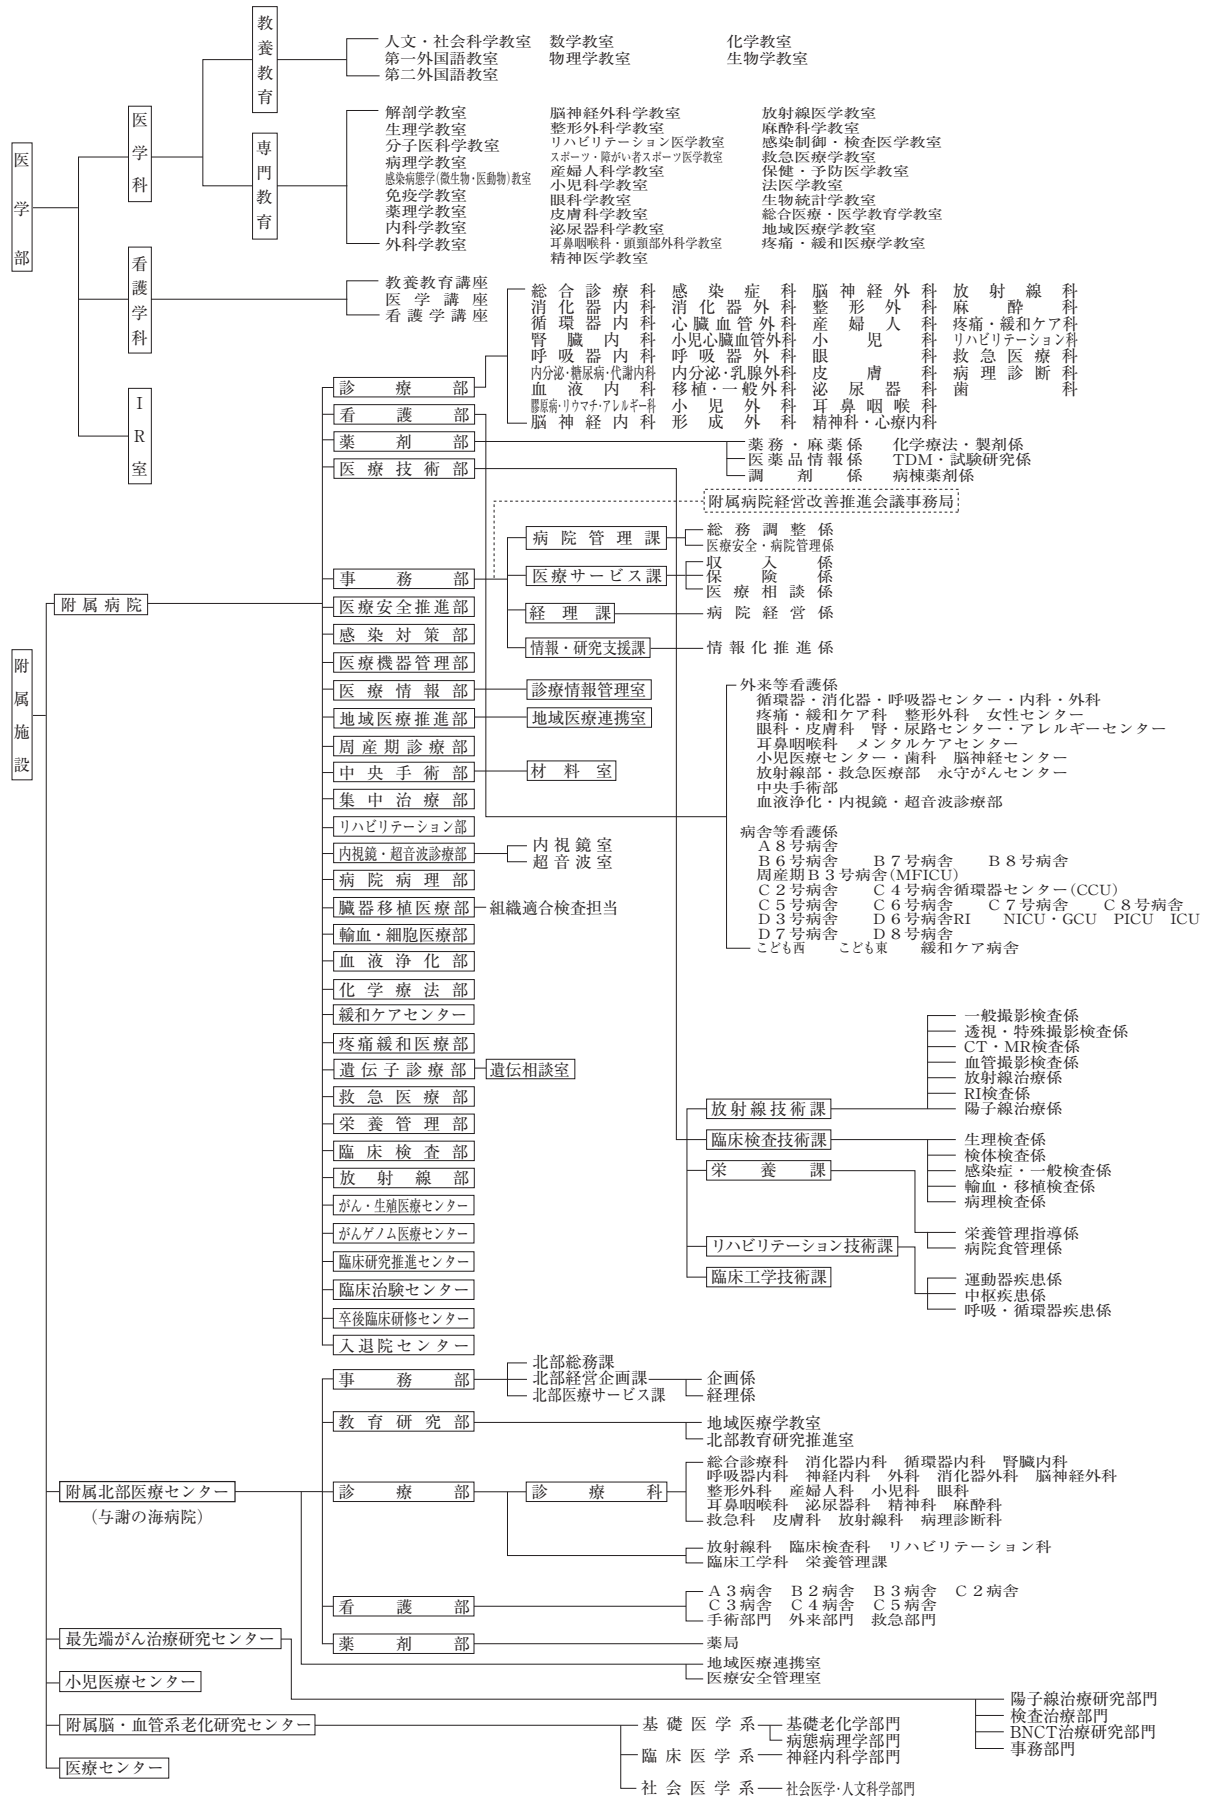 医学部
医学科
教養教育
人文・社会科学教室 数学教室 化学教室
第一外国語教室 物理学教室 生物学教室
第二外国語教室
専門教育
解剖学教室 脳神経外科学教室 放射線医学教室
生理学教室 整形外科学教室 麻酔科学教室
分子医科学教室 リハビリテーション医学教室 感染制御・検査医学教室
病理学教室 スポーツ・障がい者スポーツ医学教室 救急医療学教室
感染病態学(微生物・医動物)教室 産婦人科学教室 保健・予防医学教室
免疫学教室 小児科学教室 法医学教室
薬理学教室 眼科学教室 生物統計学教室
内科学教室 皮膚科学教室 総合医療・医学教育学教室
外科学教室 泌尿器科学教室 地域医療学教室
耳鼻咽喉科・頭頸部外科学教室 疼痛・緩和医療学教室
精神医学教室
看護学科
教養教育講座
医学講座
看護学講座
IR室
附属施設
附属病院
診療部
総合診療科 感染症科 脳神経外科 放射線科
消化器内科 消化器外科 整形外科 麻酔科
循環器内科 心臓血管外科 産婦人科 疼痛・緩和ケア科
腎臓内科 小児心臓血管外科 小児科 リハビリテーション科
呼吸器内科 呼吸器外科 眼科 救急医療科
内分泌・糖尿病・代謝内科 内分泌・乳腺外科 皮膚科 病理診断科
血液内科 移植・一般外科 泌尿器科 歯科
膠原病・リウマチ・アレルギー科 小児外科 耳鼻咽喉科
脳神経内科 形成外科 精神科・心療内科
看護部
薬剤部
薬務・麻薬係 化学療法・製剤係
医薬品情報係 TDM・試験研究係
調剤係 病棟薬剤係
医療技術部
附属病院経営改善推進会議事務局
事務部
病院管理課
総務調整係
医療安全・病院管理係
医療サービス課
収入係
保険係
医療相談係
経理課
病院経営係
情報・研究支援課
情報化推進係
医療安全推進部
感染対策部
医療機器管理部
医療情報部
診療情報管理室
地域医療推進部
地域医療連携室
周産期診療部
中央手術部
材料室
集中治療部
リハビリテーション部
内視鏡・超音波診療部
内視鏡室
超音波室
病院病理部
臓器移植医療部
組織適合検査担当
輸血・細胞医療部
血液浄化部
化学療法部
緩和ケアセンター
疼痛緩和医療部
遺伝子診療部
遺伝相談室
救急医療部
栄養管理部
臨床検査部
放射線部
がん・生殖医療センター
がんゲノム医療センター
臨床研究推進センター
臨床治験センター
卒後臨床研修センター
入退院センター
外来等看護係
循環器・消化器・呼吸器センター・内科・外科
疼痛・緩和ケア科 整形外科 女性センター
眼科・皮膚科 腎・尿路センター・アレルギーセンター
耳鼻咽喉科 メンタルケアセンター
小児医療センター・歯科 脳神経センター
放射線部・救急医療部 永守がんセンター
中央手術部
血液浄化・内視鏡・超音波診療部
病舎等看護係
A8号病舎
B6号病舎 B7号病舎 B8号病舎
周産期B3号病舎(MFICU)
C2号病舎 C4号病舎循環器センター(CCU)
C5号病舎 C6号病舎 C7号病舎 C8号病舎
D3号病舎 D6号病舎RI NICU・GCU PICU ICU
D7号病舎 D8号病舎
こども西 こども東 緩和ケア病舎
放射線技術課
一般撮影検査係
透視・特殊撮影検査係
CT・MR検査係
血管撮影検査係
放射線治療係
RI検査係
陽子線治療係
臨床検査技術課
生理検査係
検体検査係
感染症・一般検査係
輸血・移植検査係
病理検査係
栄養課
栄養管理指導係
病院食管理係
リハビリテーション技術課
運動器疾患係
中枢疾患係
呼吸・循環器疾患係
臨床工学技術課
附属北部医療センター
(与謝の海病院)
事務部
北部総務課
北部経営企画課
企画係
経理係
北部医療サービス課
教育研究部
地域医療学教室
北部教育研究推進室
診療部
診療科
総合診療科 消化器内科 循環器内科 腎臓内科
呼吸器内科 神経内科 外科 消化器外科 脳神経外科
整形外科 産婦人科 小児科 眼科
耳鼻咽喉科 泌尿器科 精神科 麻酔科
救急科 皮膚科 放射線科 病理診断科
放射線科 臨床検査科 リハビリテーション科
臨床工学科 栄養管理課
看護部
A3病舎 B2病舎 B3病舎 C2病舎
C3病舎 C4病舎 C5病舎
手術部門 外来部門 救急部門
薬剤部
薬局
地域医療連携室
医療安全管理室
最先端がん治療研究センター
陽子線治療研究部門
検査治療部門
BNCT治療研究部門
事務部門
小児医療センター
附属脳・血管系老化研究センター
基礎医学系
基礎老化学部門
病態病理学部門
臨床医学系
神経内科学部門
社会医学系
社会医学・人文科学部門
医療センター